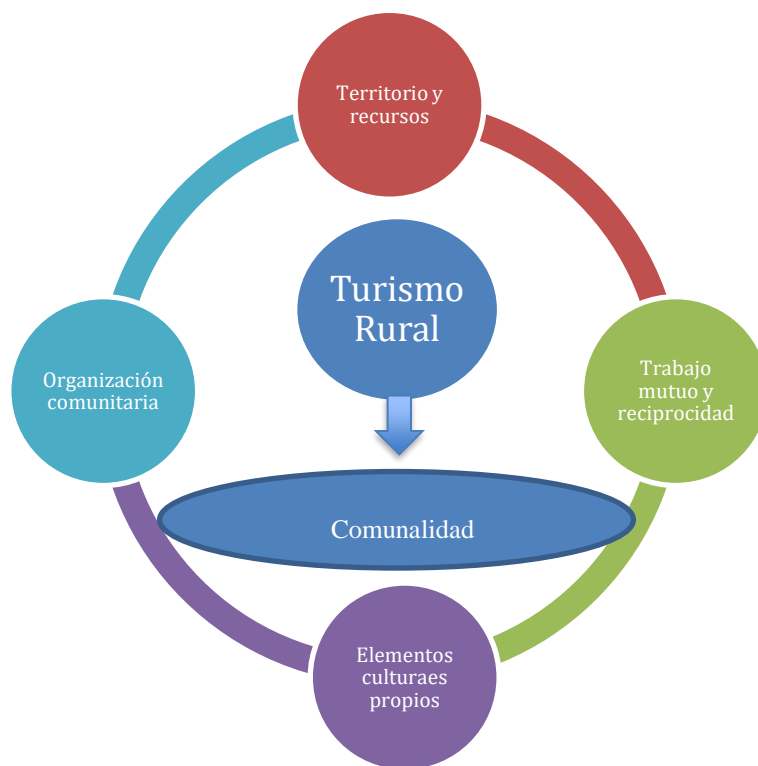 Territorio y
recursos
Turismo
Rural
Organización
comunitaria
Trabajo
mutuo y
reciprocidad
Comunalidad
Elementos
culturaes
propios